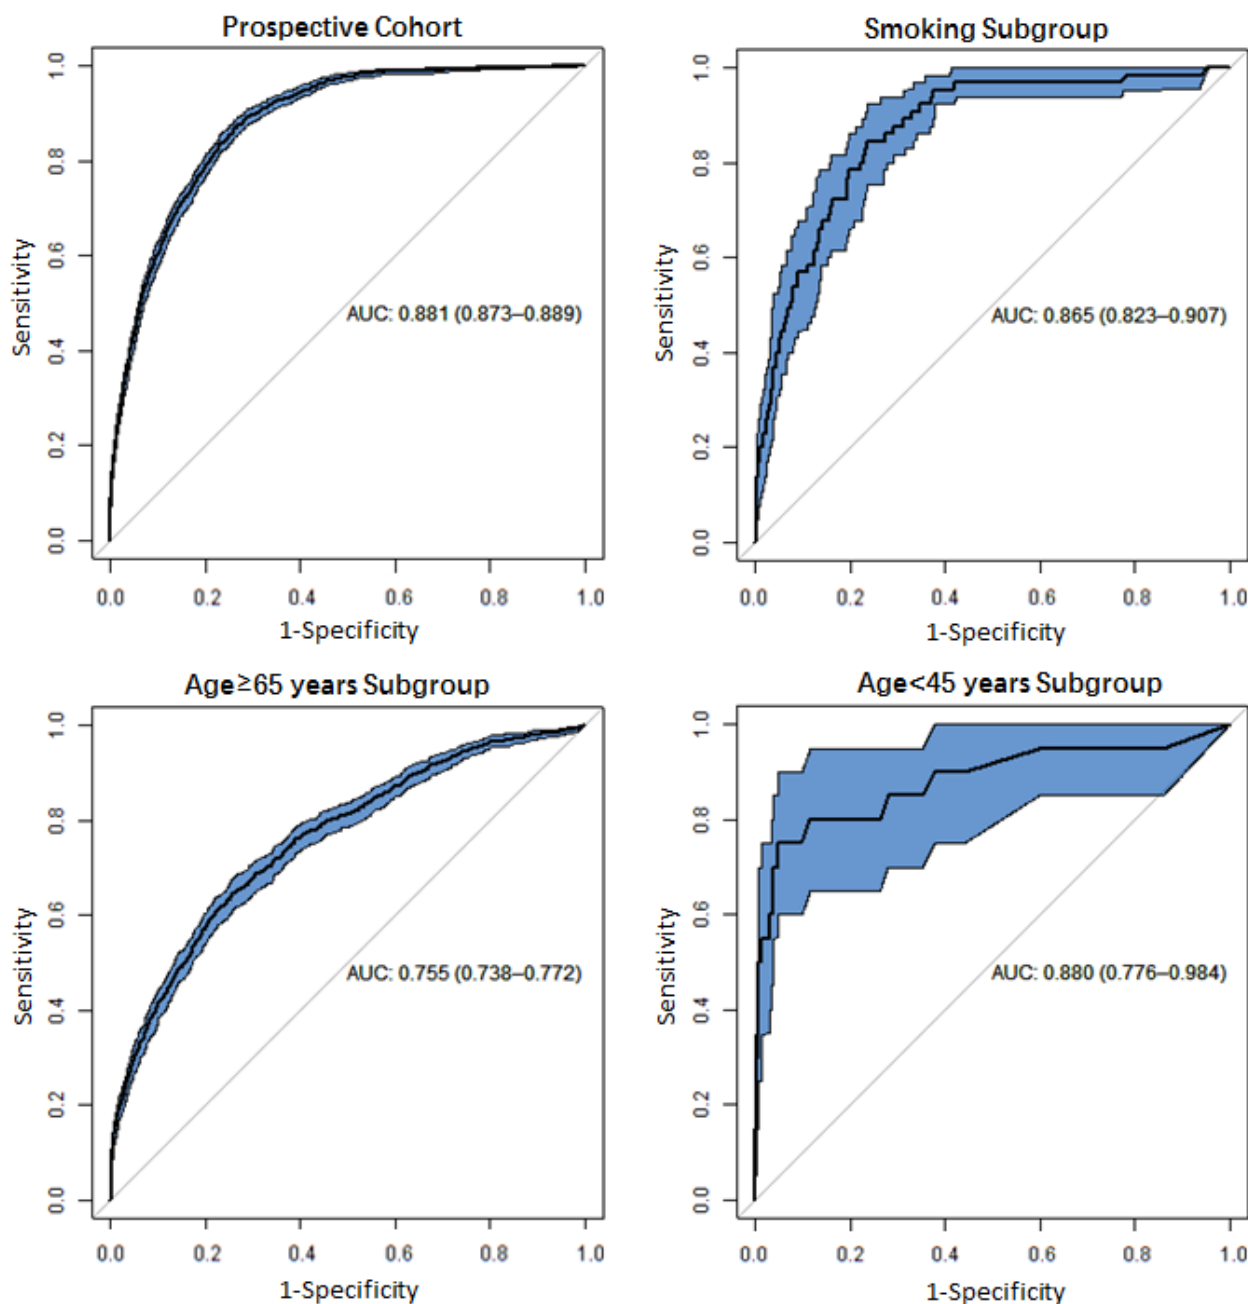 Prospective Cohort
Sensitivity
0.0 0.2 0.4 0.6 0.8 1.0
AUC: 0.881 (0.873–0.889)
0.0 0.2 0.4 0.6 0.8 1.0
1-Specificity
Smoking Subgroup
Sensitivity
0.0 0.2 0.4 0.6 0.8 1.0
AUC: 0.865 (0.823–0.907)
0.0 0.2 0.4 0.6 0.8 1.0
1-Specificity
Age≥65 years Subgroup
Sensitivity
0.0 0.2 0.4 0.6 0.8 1.0
AUC: 0.755 (0.738–0.772)
0.0 0.2 0.4 0.6 0.8 1.0
1-Specificity
Age<45 years Subgroup
Sensitivity
0.0 0.2 0.4 0.6 0.8 1.0
AUC: 0.880 (0.776–0.984)
0.0 0.2 0.4 0.6 0.8 1.0
1-Specificity